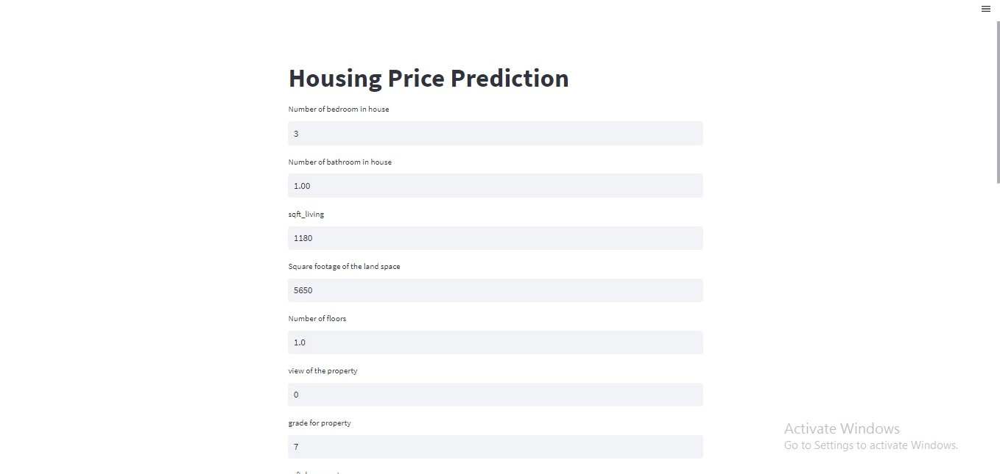 Housing Price Prediction
Number of bedroom in house
3
Number of bathroom in house
1.00
sqft_living
1180
Square footage of the land space
5650
Number of floors
1.0
view of the property
0
grade for property
7
Activate Windows
Go to Settings to activate Windows.